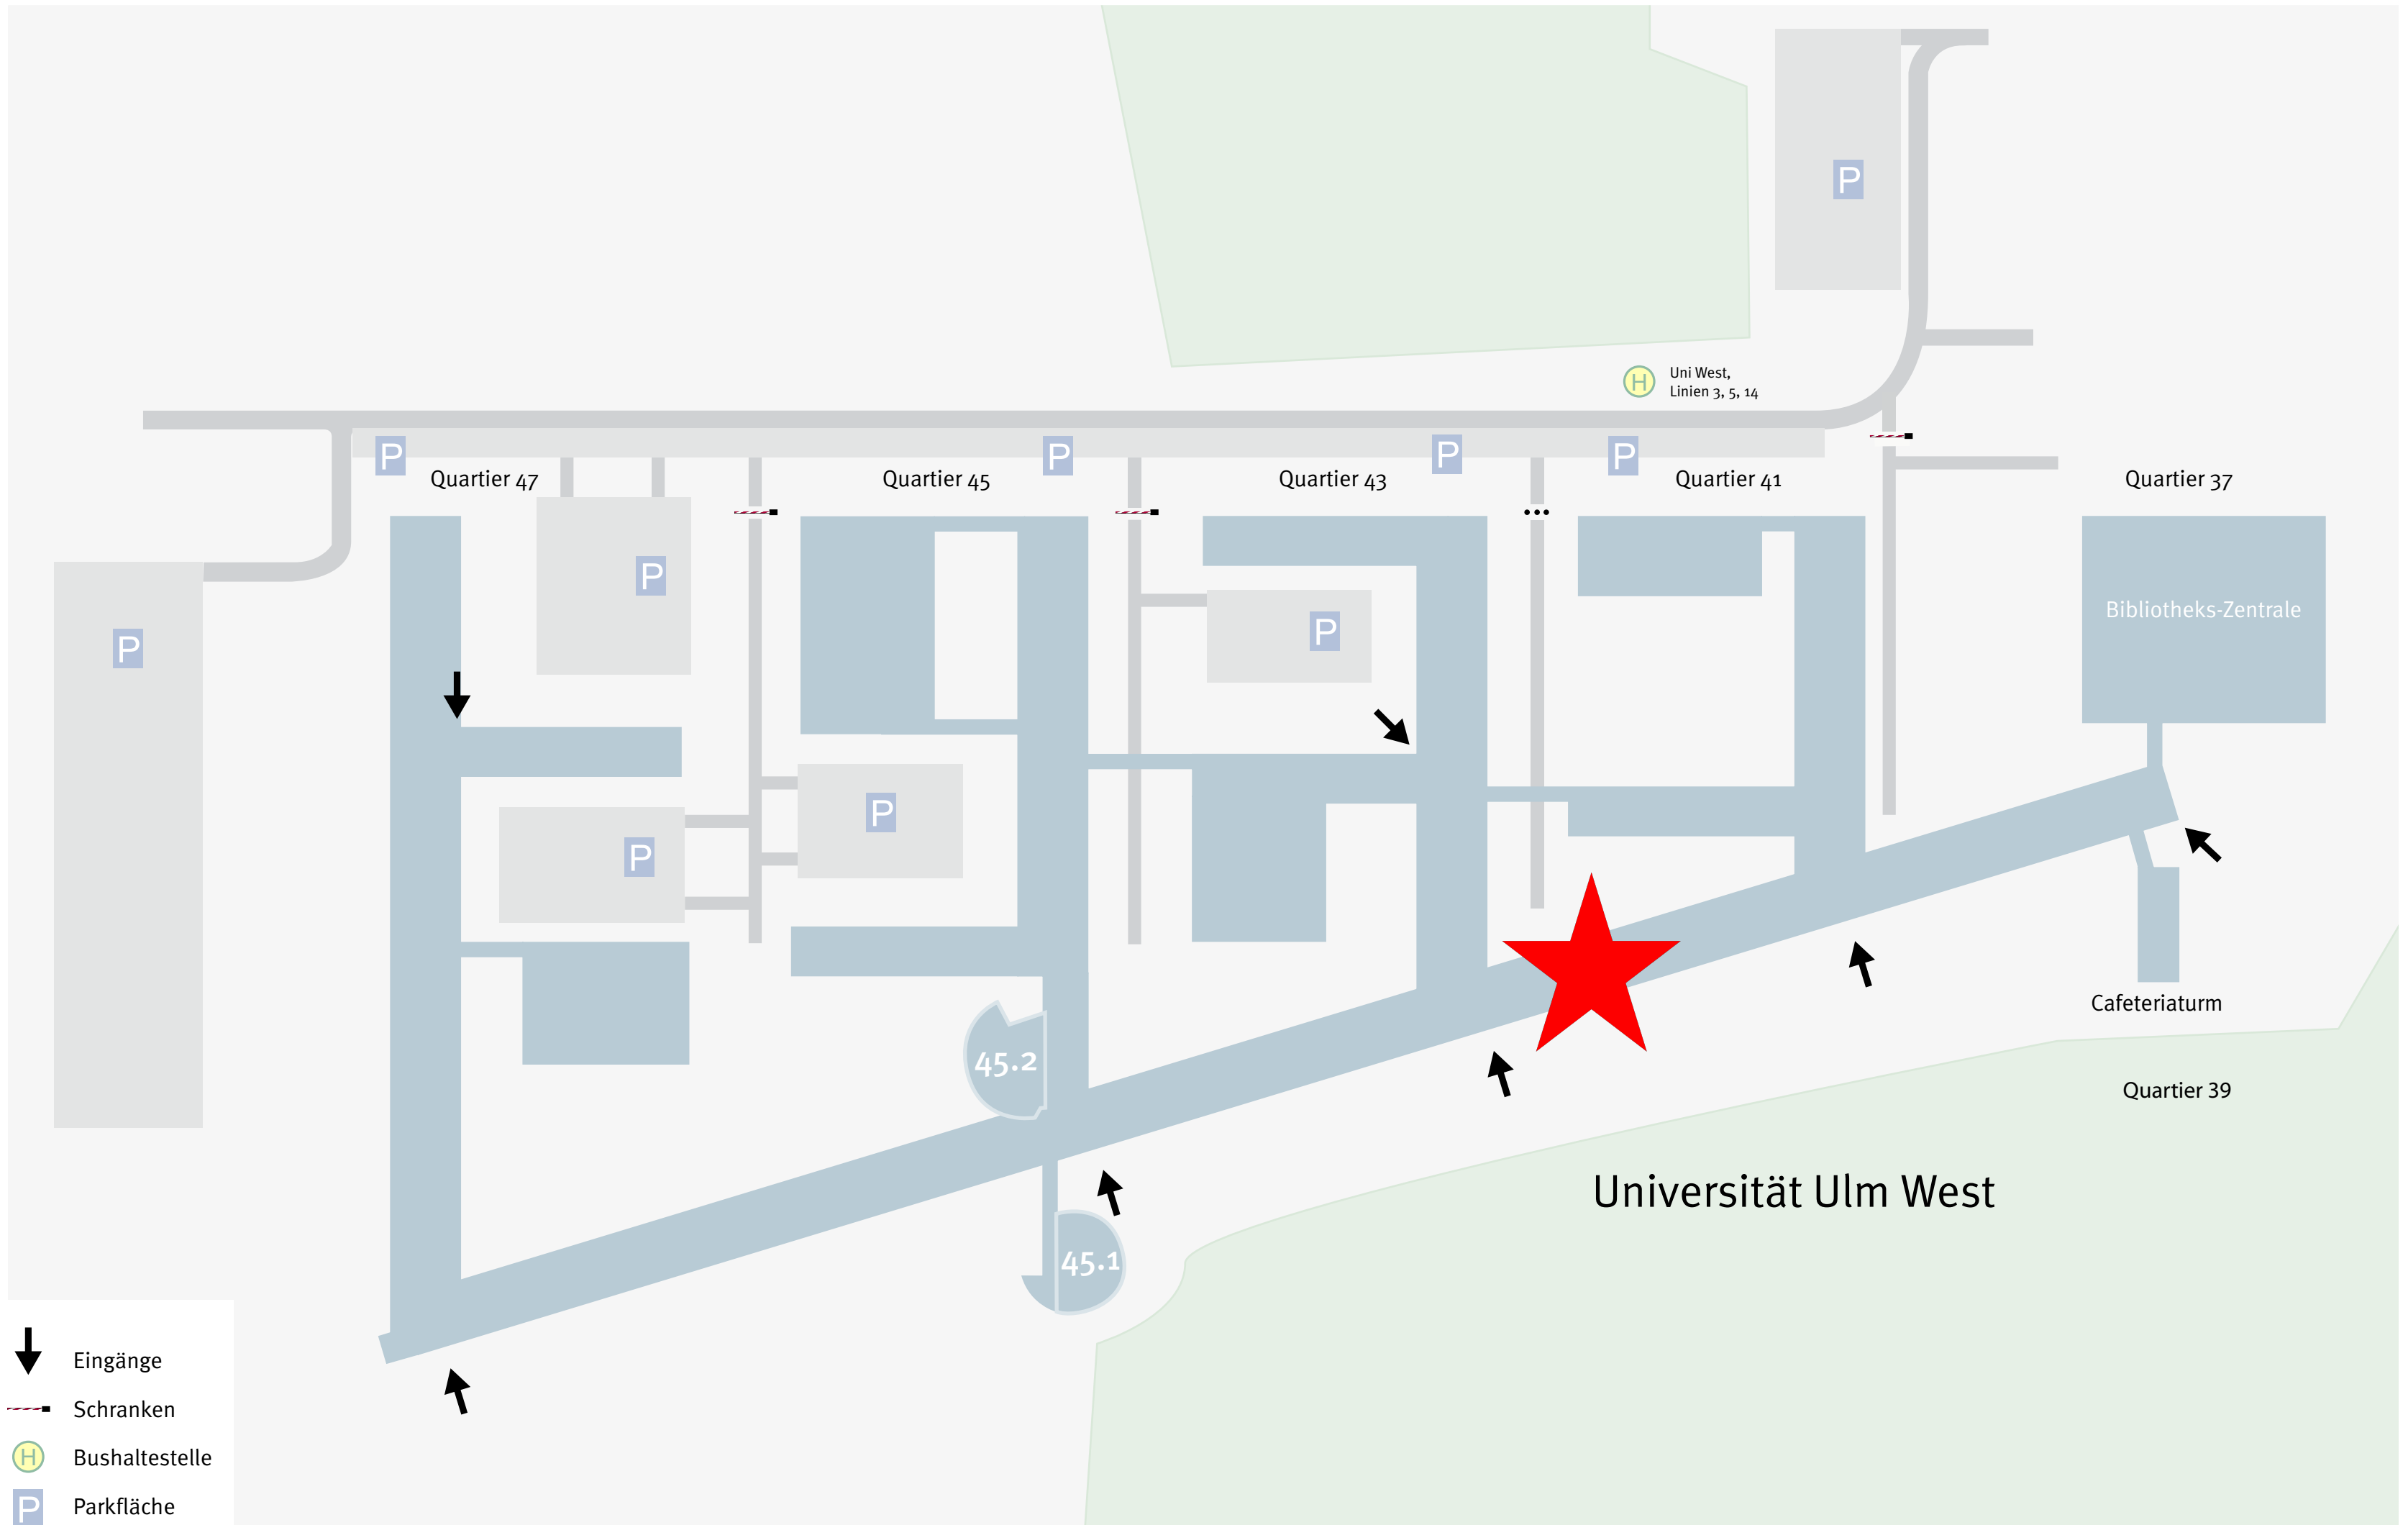 P
H
Uni West,
Linien 3, 5, 14
P
P
P
P
Quartier 47
Quartier 45
Quartier 43
Quartier 41
Quartier 37
P
P
P
Bibliotheks-Zentrale
P
P
45.2
Cafeteriaturm
Quartier 39
Universität Ulm West
45.1
Eingänge
Schranken
H Bushaltestelle
P Parkfläche